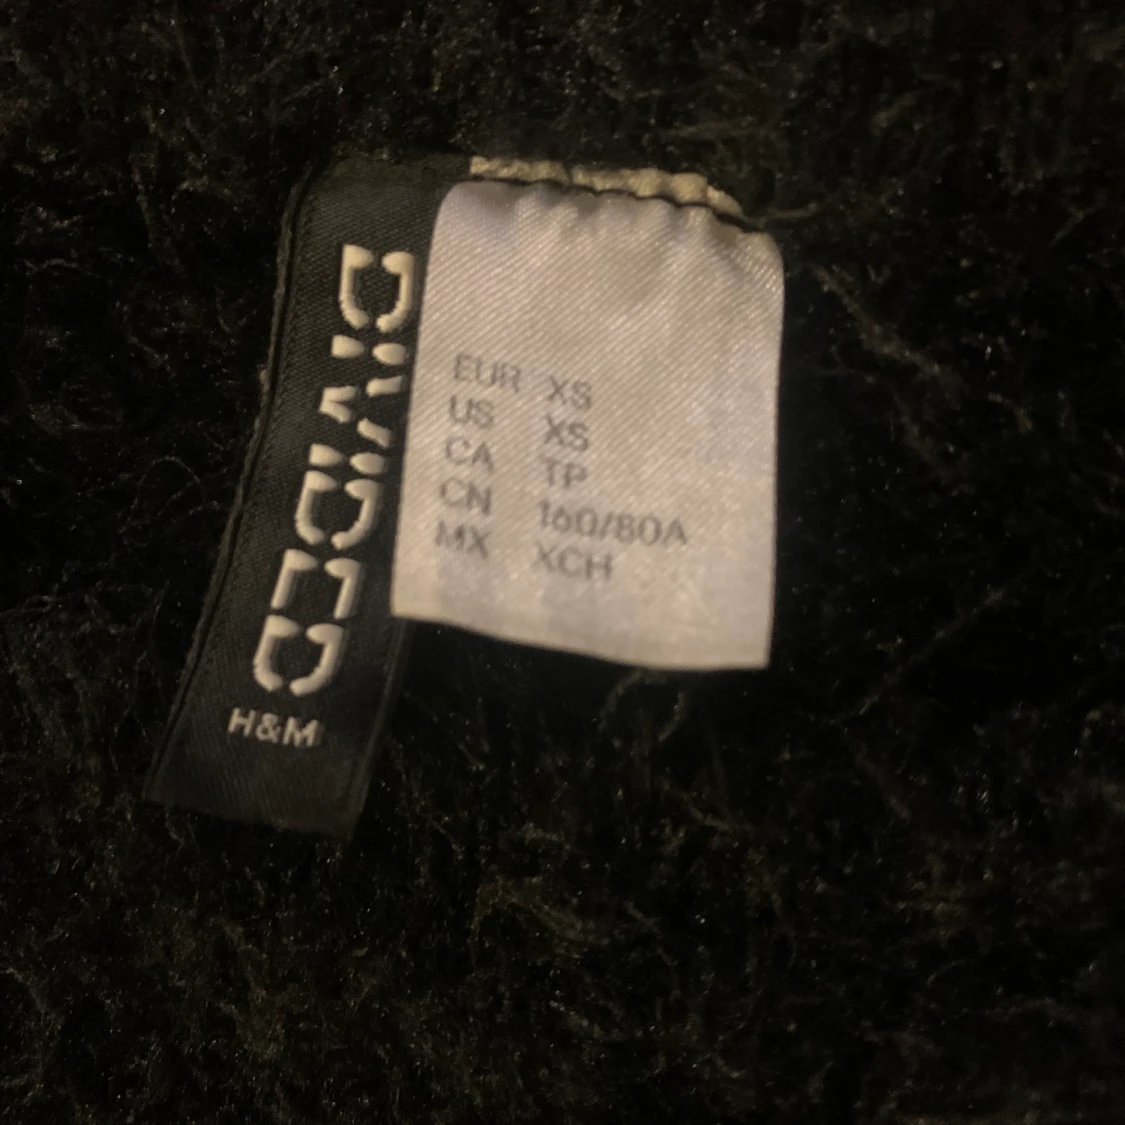 DIVIDED
H&M
EUR XS
US XS
CA TP
CN 160/80A
MX XCH